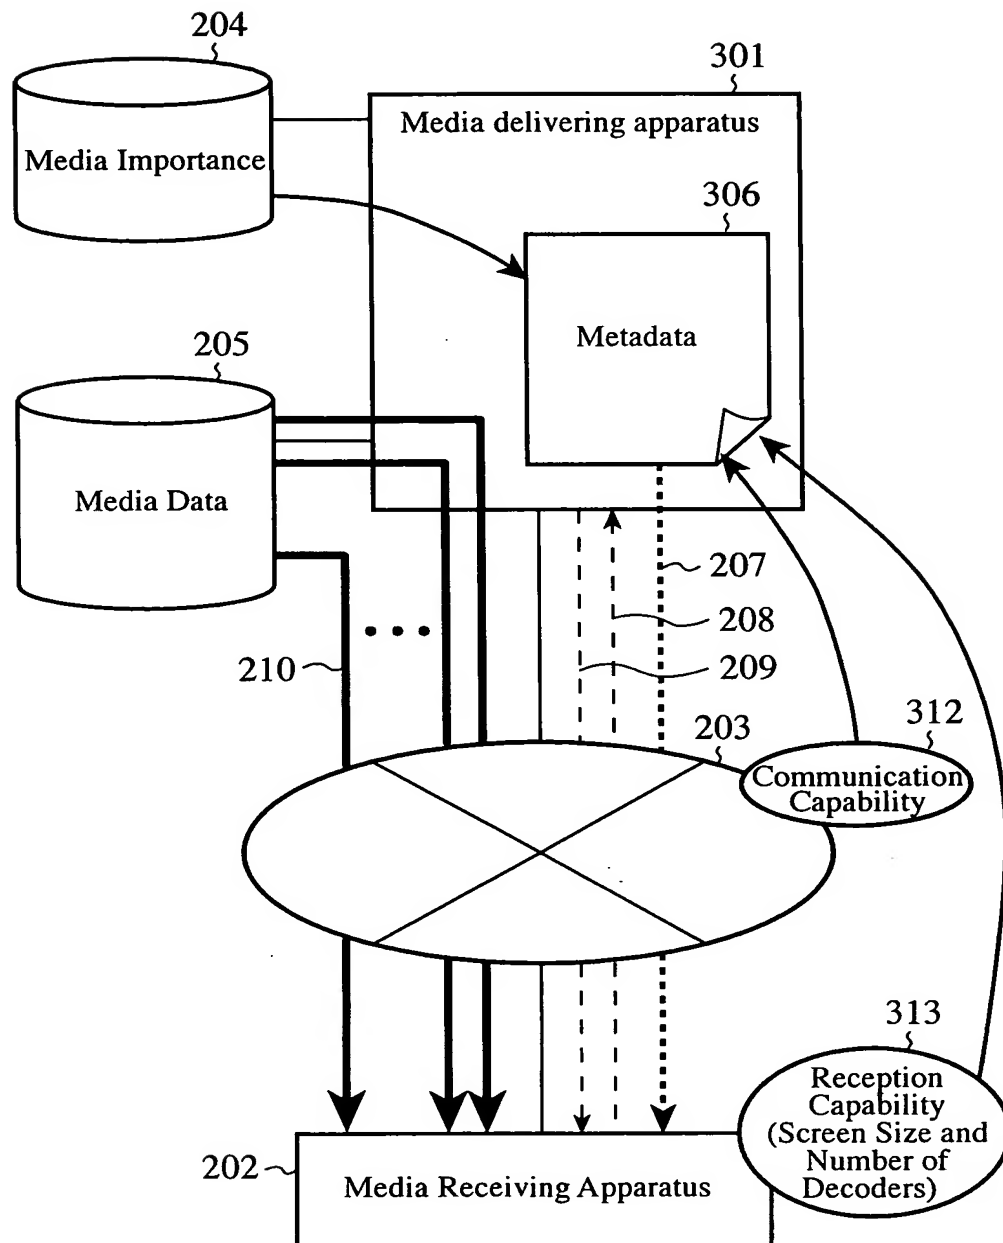 204
301
Media delivering apparatus
Media Importance
306
Metadata
205
Media Data
207
208
209
210
203
312
Communication
Capability
313
Reception
Capability
(Screen Size and
Number of
Decoders)
202
Media Receiving Apparatus